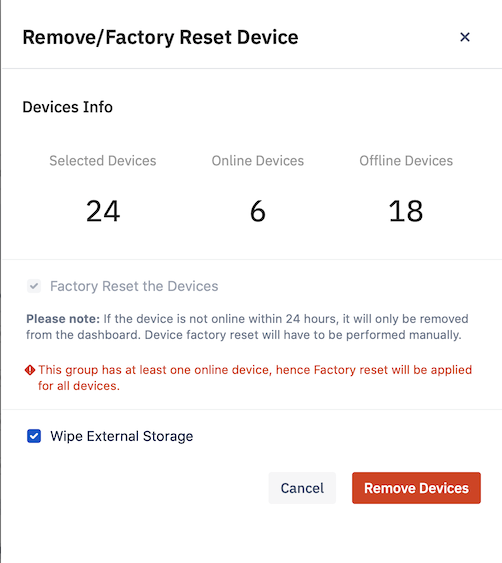 Remove/Factory Reset Device
Devices Info
Selected Devices
Online Devices
Offline Devices
24
6
18
Factory Reset the Devices
Please note: If the device is not online within 24 hours, it will only be removed
from the dashboard. Device factory reset will have to be performed manually.
This group has at least one online device, hence Factory reset will be applied
for all devices.
Wipe External Storage
Cancel
Remove Devices